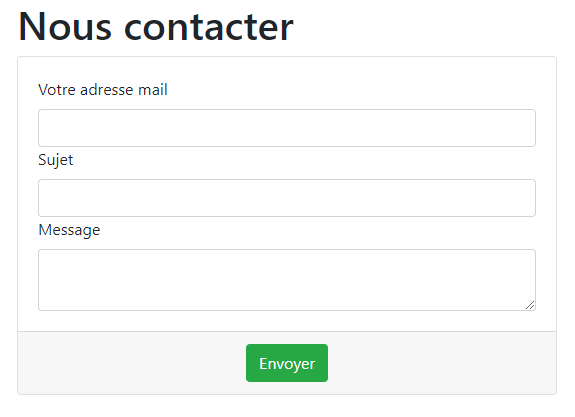 Nous contacter
Votre adresse mail
Sujet
Message
Envoyer